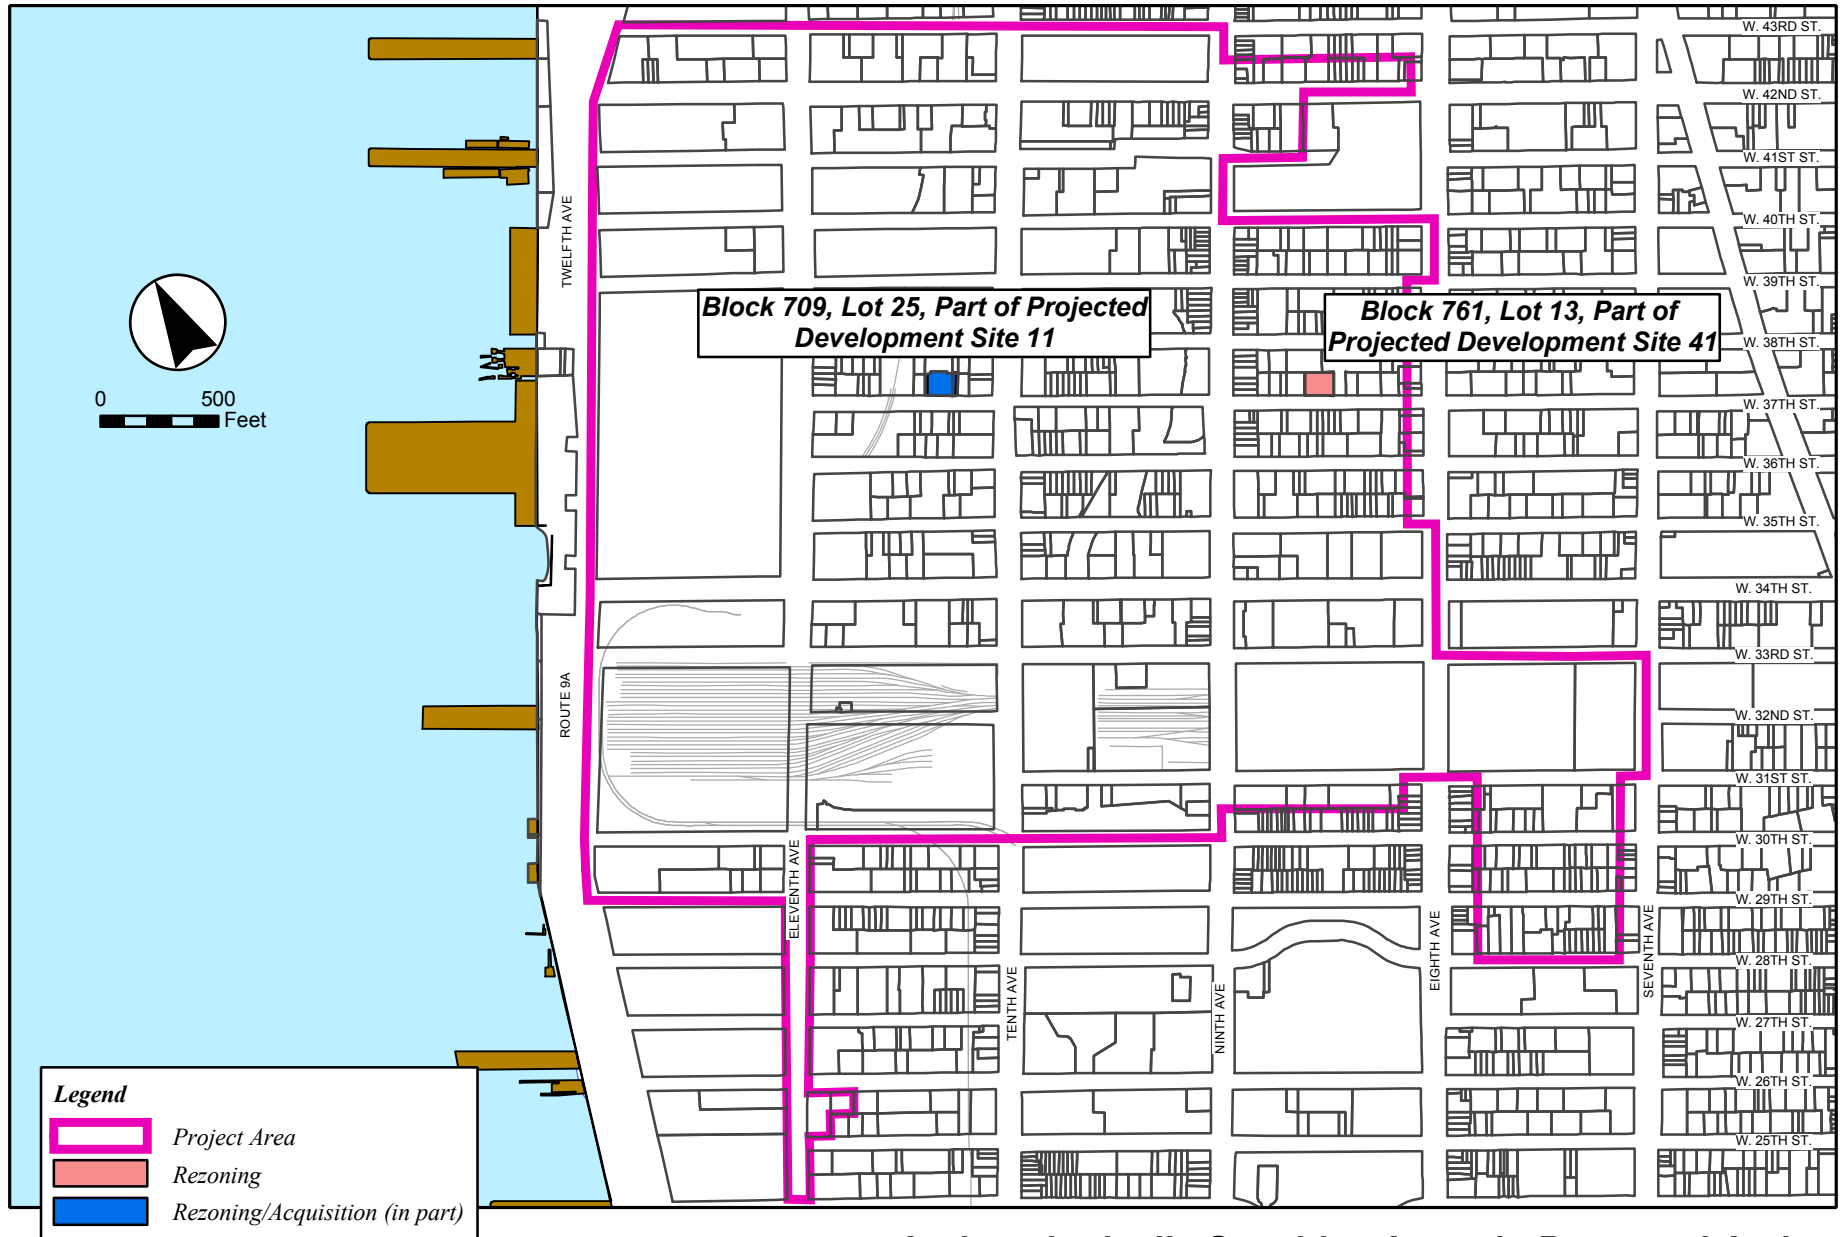 W. 43RD ST.
W. 42ND ST.
W. 41ST ST.
W. 40TH ST.
W. 39TH ST.
W. 38TH ST.
W. 37TH ST.
W. 36TH ST.
W. 35TH ST.
W. 34TH ST.
W. 33RD ST.
W. 32ND ST.
W. 31ST ST.
W. 30TH ST.
W. 29TH ST.
W. 28TH ST.
W. 27TH ST.
W. 26TH ST.
W. 25TH ST.
TWELFTH AVE
ROUTE 9A
ELEVENTH AVE
TENTH AVE
NINTH AVE
EIGHTH AVE
SEVENTH AVE
Block 709, Lot 25, Part of Projected
Development Site 11
Block 761, Lot 13, Part of
Projected Development Site 41
0 500
Feet
Legend
Project Area
Rezoning
Rezoning/Acquisition (in part)